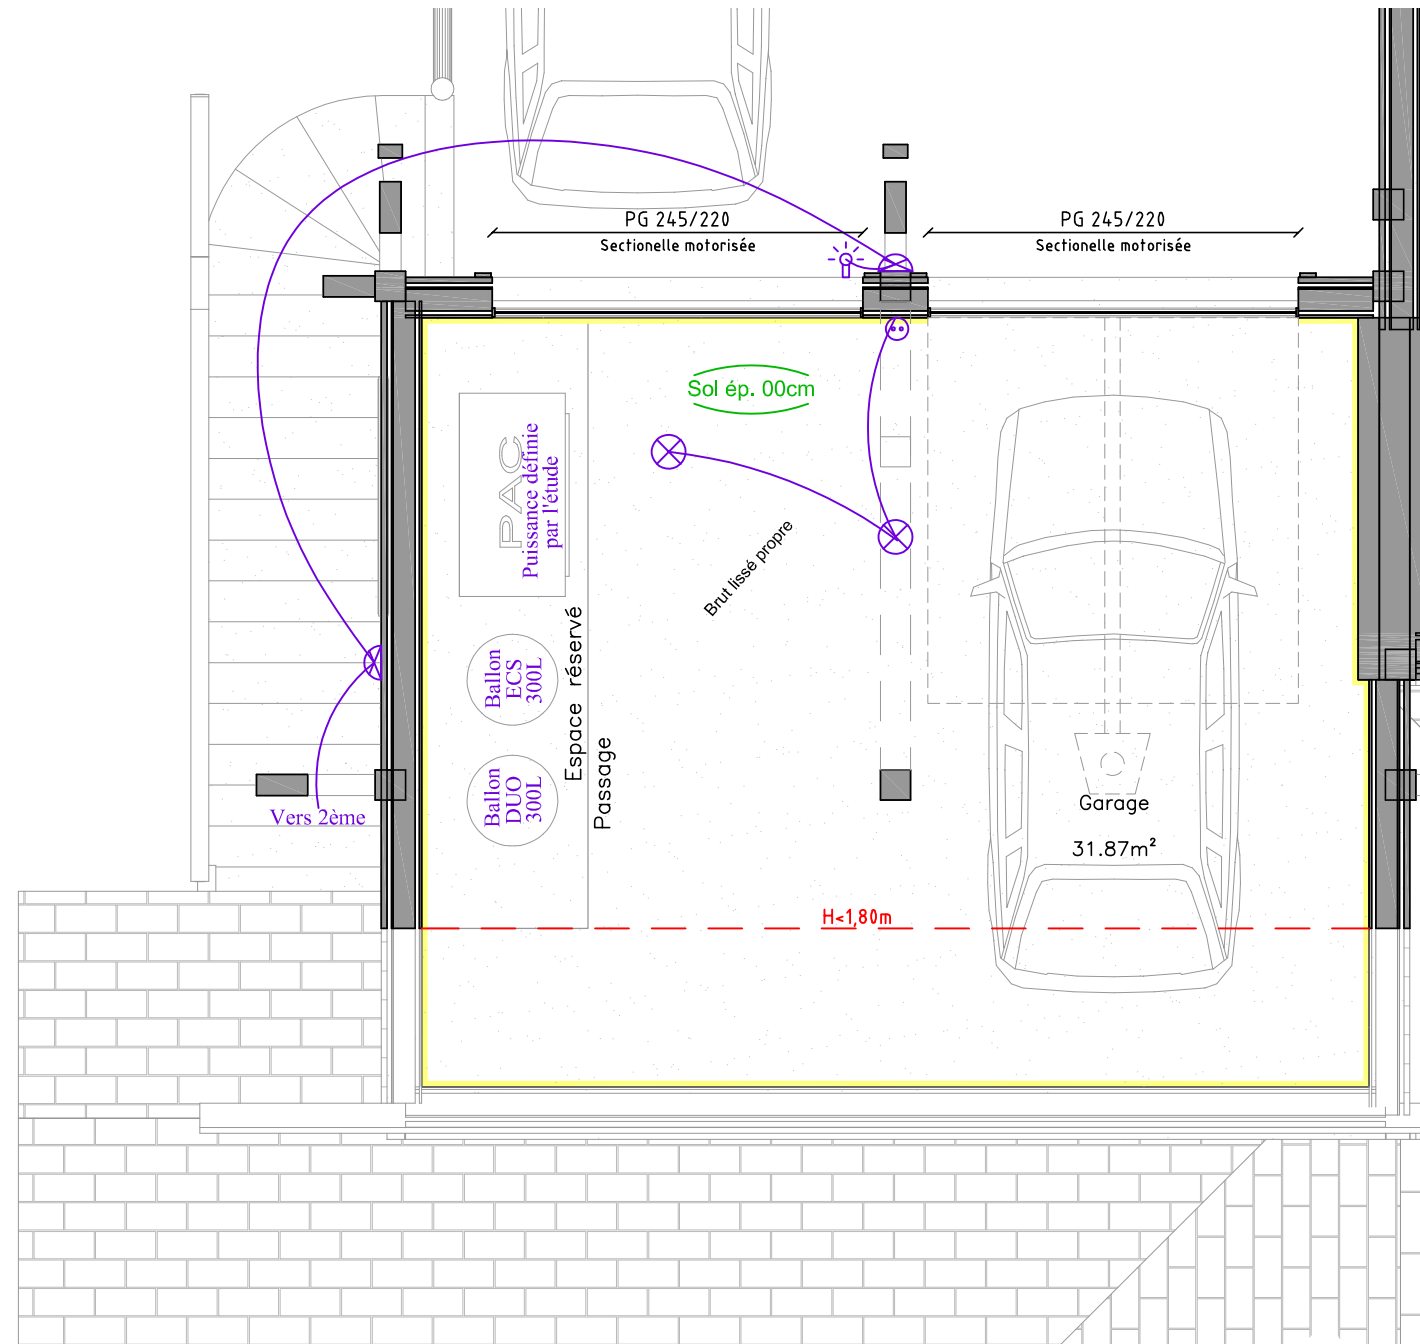 PG 245/220
Sectionelle motorisée
PG 245/220
Sectionelle motorisée
Sol ép. 00cm
PAC
Puissance définie
par l'étude
Brut lissé propre
Ballon
ECS
300L
Espace réservé
Passage
Ballon
DUO
300L
Vers 2ème
Garage
31.87m²
H<1,80m